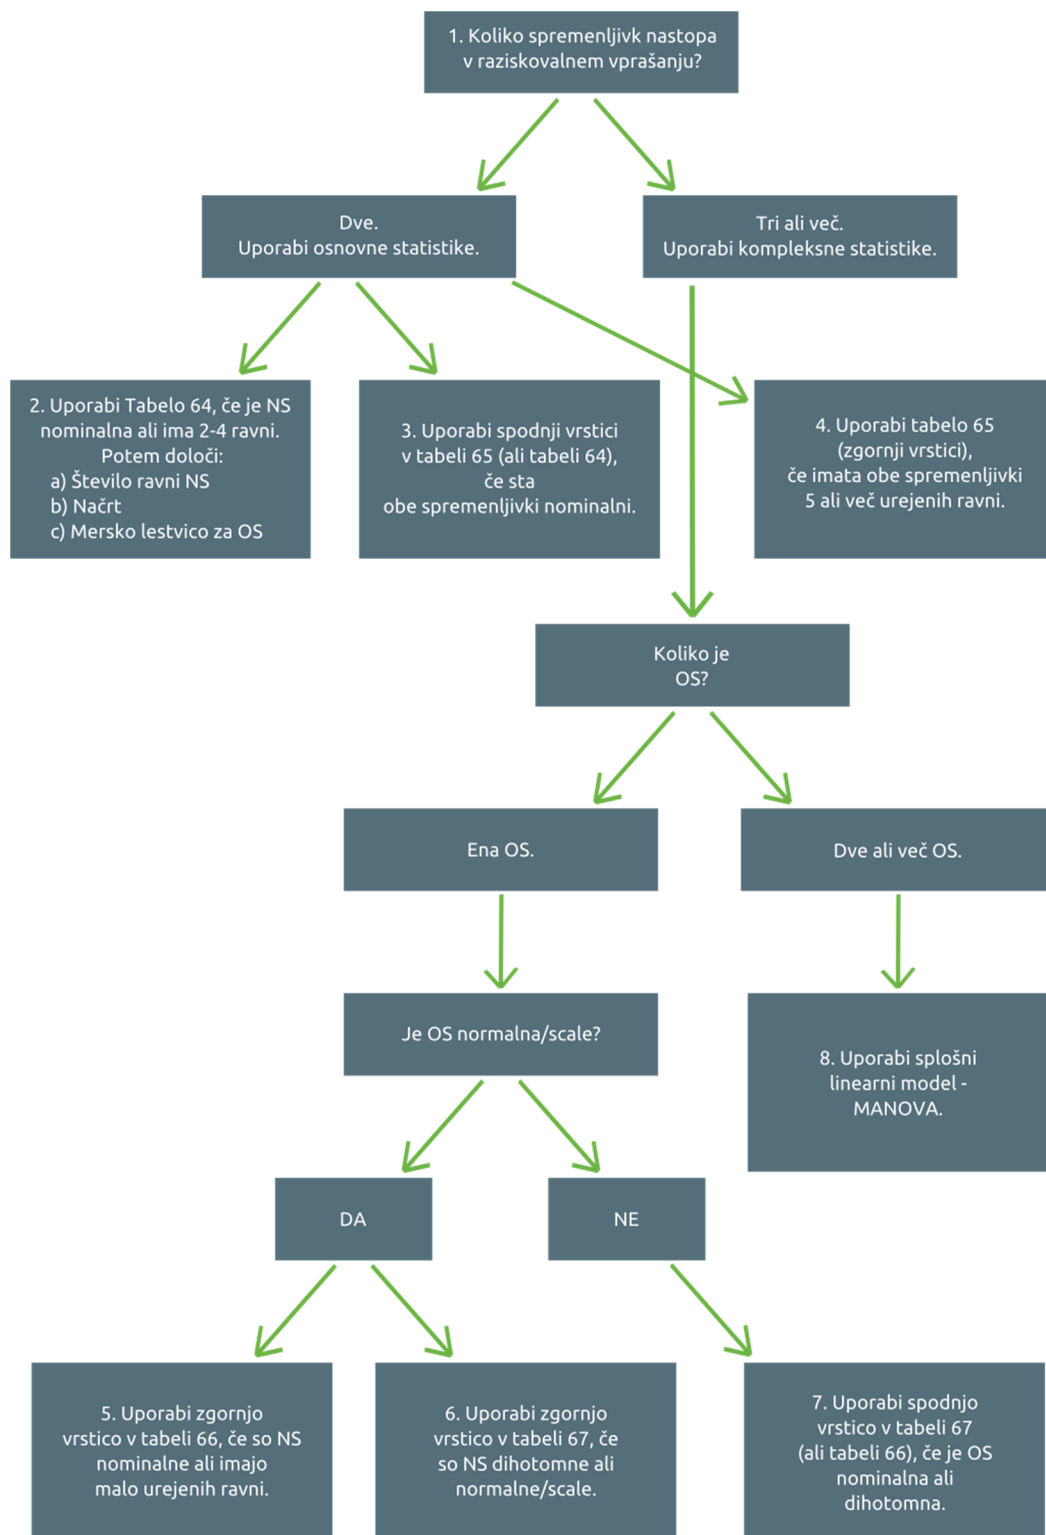 1. Koliko spremenljivk nastopa
v raziskovalnem vprašanju?
Dve.
Uporabi osnovne statistike.
Tri ali več.
Uporabi kompleksne statistike.
2. Uporabi Tabelo 64, če je NS
nominalna ali ima 2-4 ravni.
Potem določi:
a) Število ravni NS
b) Načrt
c) Mersko lestvico za OS
3. Uporabi spodnji vrstici
v tabeli 65 (ali tabeli 64),
če sta
obe spremenljivki nominalni.
4. Uporabi tabelo 65
(zgornji vrstici),
če imata obe spremenljivki
5 ali več urejenih ravni.
Koliko je
OS?
Ena OS.
Dve ali več OS.
Je OS normalna/scale?
8. Uporabi splošni
linearni model -
MANOVA.
DA
NE
5. Uporabi zgornjo
vrstico v tabeli 66, če so NS
nominalne ali imajo
malo urejenih ravni.
6. Uporabi zgornjo
vrstico v tabeli 67, če
so NS dihotomne ali
normalne/scale.
7. Uporabi spodnjo
vrstico v tabeli 67
(ali tabeli 66), če je OS
nominalna ali
dihotomna.